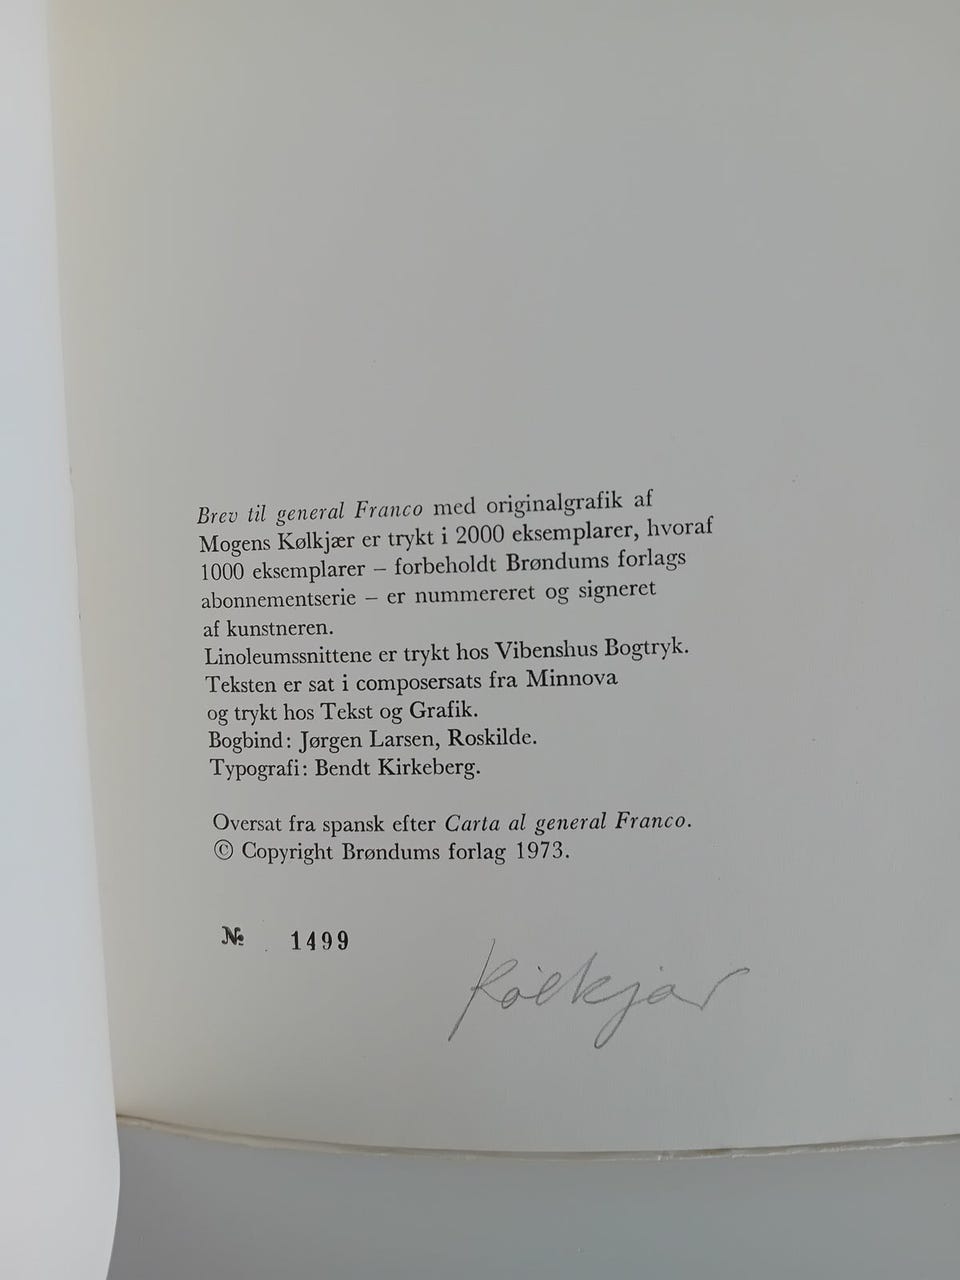 Brev til general Franco med originalgrafik af
Mogens Kølkjær er trykt i 2000 eksemplarer, hvoraf
1000 eksemplarer – forbeholdt Brøndums forlags
abonnementserie – er nummereret og signeret
af kunstneren.
Linoleumssnittene er trykt hos Vibenshus Bogtryk.
Teksten er sat i composersats fra Minnova
og trykt hos Tekst og Grafik.
Bogbind: Jørgen Larsen, Roskilde.
Typografi: Bendt Kirkeberg.
Oversat fra spansk efter Carta al general Franco.
© Copyright Brøndums forlag 1973.
№ 1499
Kølkjær